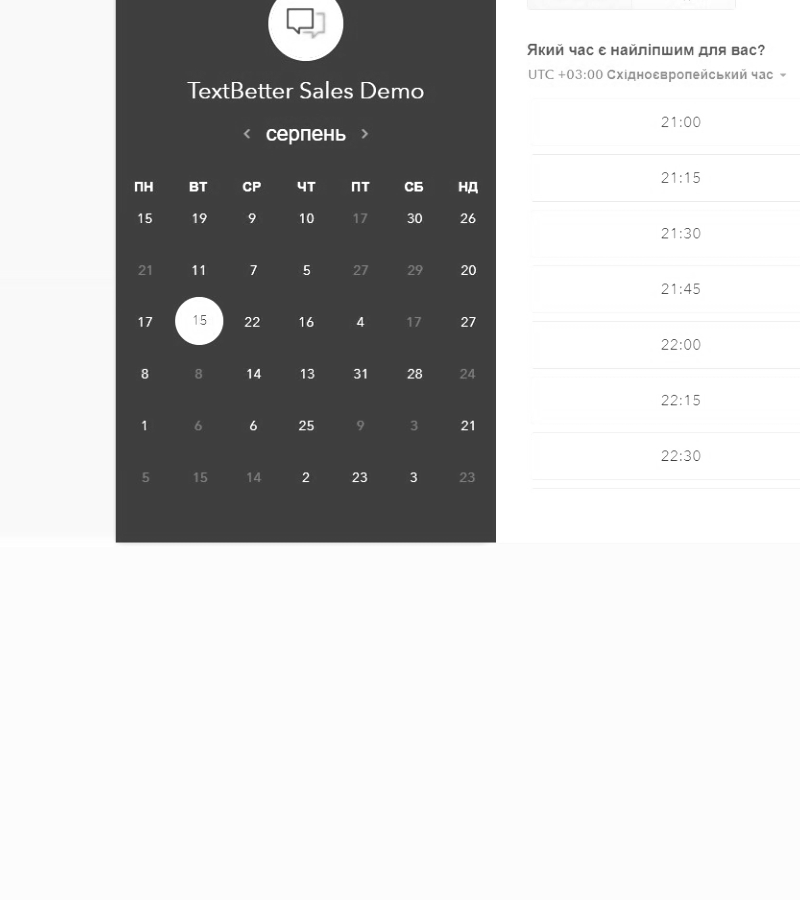 TextBetter Sales Demo
серпень
ПН ВТ СР ЧТ ПТ СБ НД
15 19 9 10 17 30 26
21 11 7 5 27 29 20
17 15 22 16 4 17 27
8 8 14 13 31 28 24
1 6 6 25 9 3 21
5 15 14 2 23 3 23
Який час є найліпшим для вас?
UTC +03:00 Східноєвропейський час
21:00
21:15
21:30
21:45
22:00
22:15
22:30